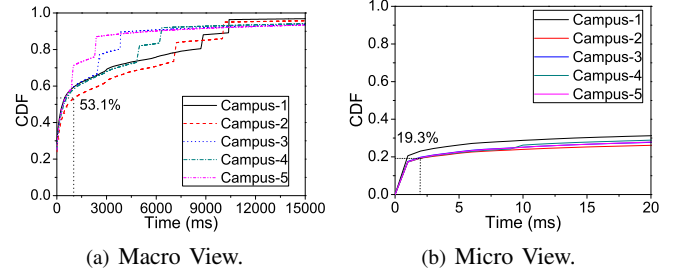 1.0
0.8
0.6
0.4
0.2
0.0
CDF
53.1%
Campus-1
Campus-2
Campus-3
Campus-4
Campus-5
0 3000 6000 9000 12000 15000
Time (ms)
(a) Macro View.
1.0
0.8
0.6
0.4
0.2
0.0
CDF
19.3%
Campus-1
Campus-2
Campus-3
Campus-4
Campus-5
0 5 10 15 20
Time (ms)
(b) Micro View.